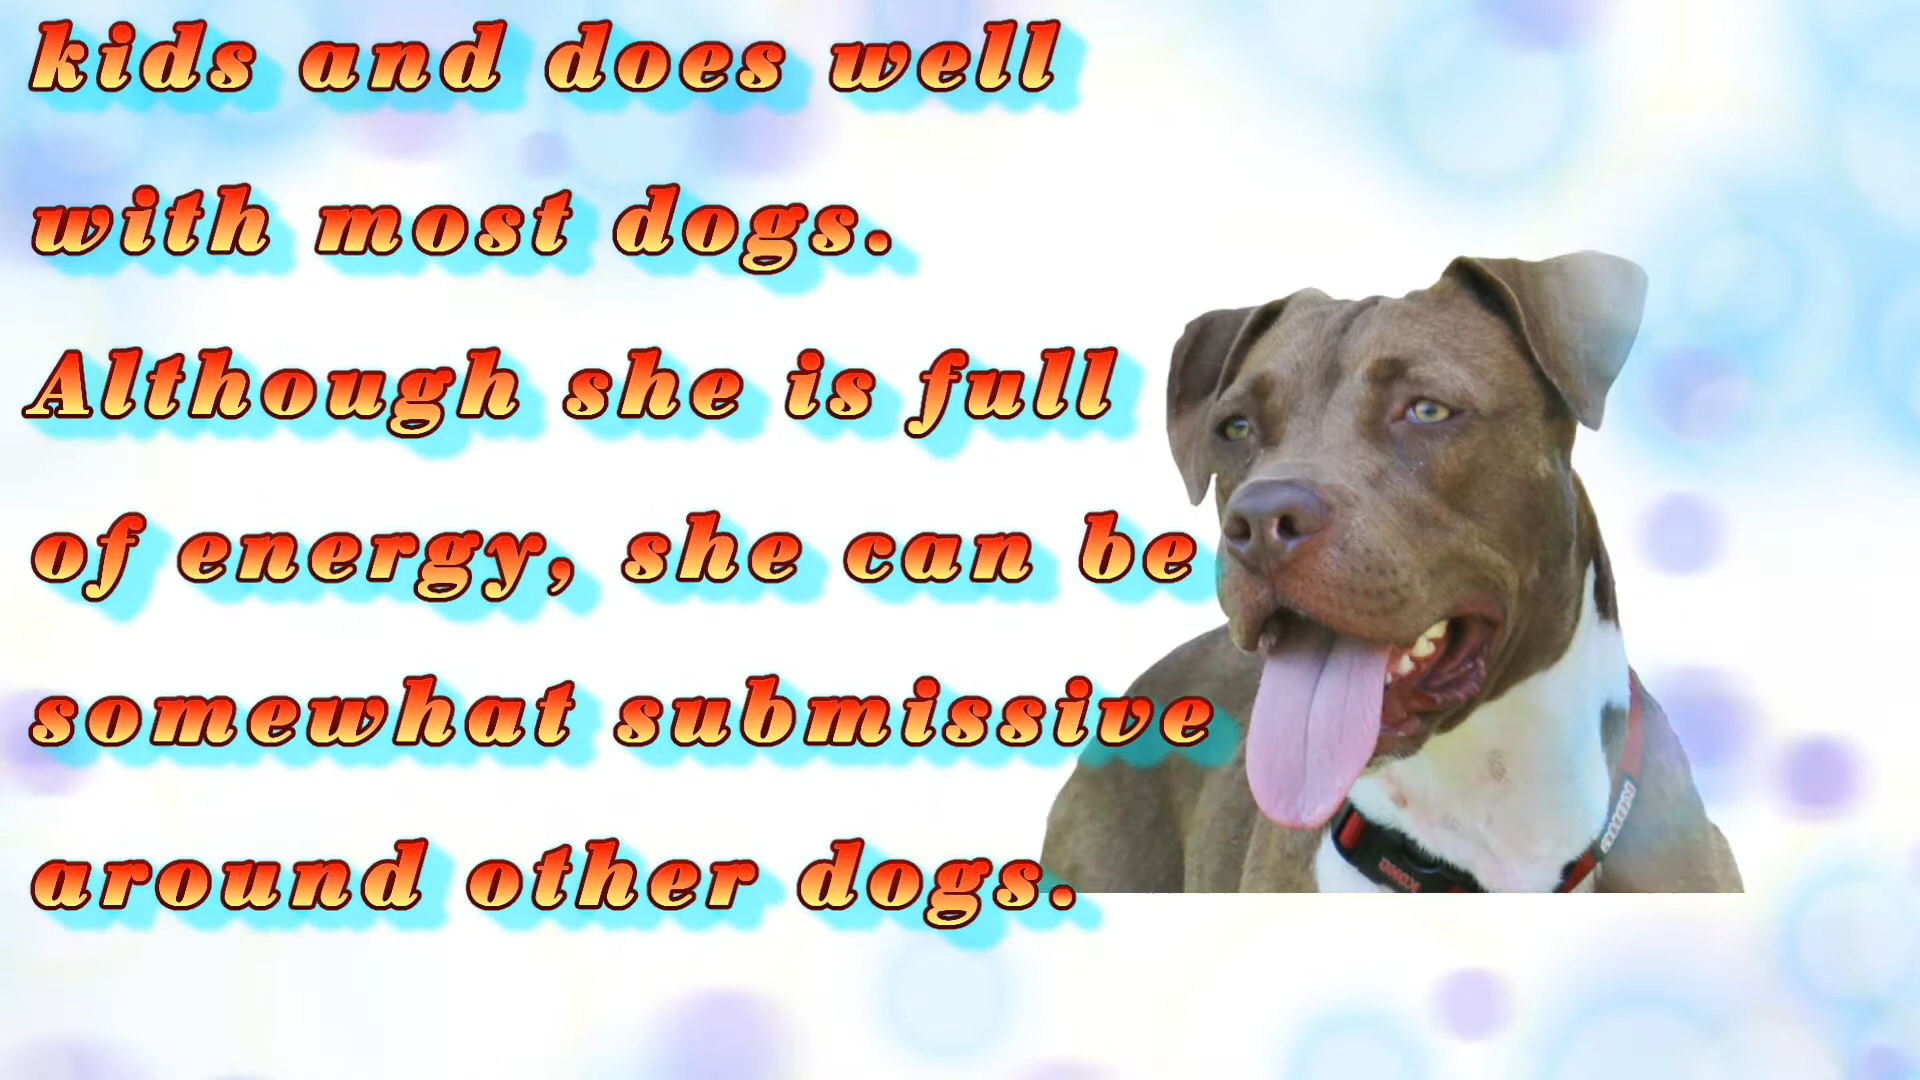 kids and does well
with most dogs.
Although she is full
of energy, she can be
somewhat submissive
around other dogs.
KONG